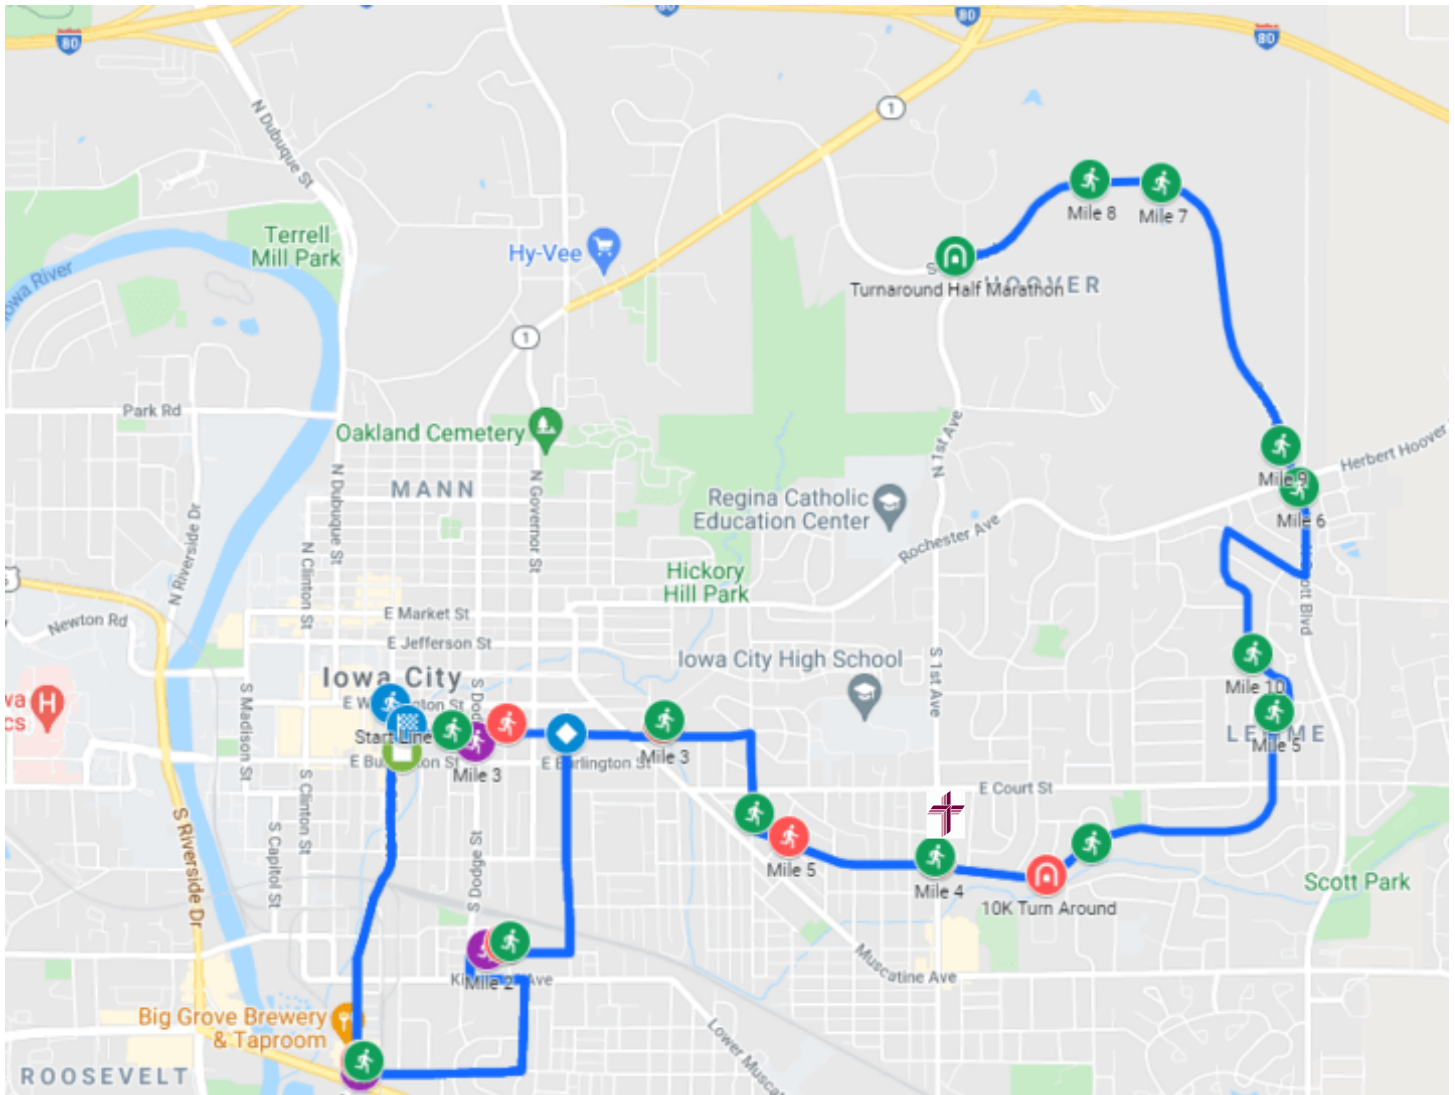 80
80
80
80
1
N Dubuque St
Mile 8
Mile 7
Terrell
Mill Park
Hy-Vee
HOOVER
Turnaround Half Marathon
Iowa River
1
Park Rd
Oakland Cemetery
N 1st Ave
Herbert Hoover
MANN
N Dubuque St
N Governor St
Regina Catholic
Education Center
Mile 9
Mile 6
N Riverside Dr
N Clinton St
Rochester Ave
Hickory
Hill Park
E Market St
Newton Rd
E Jefferson St
Iowa City High School
S 1st Ave
Iowa City
S Madison St
Mile 10
H
Start Line
Mile 3
E Burlington St
Mile 3
Mile 5
E Court St
S Clinton St
S Capitol St
S Riverside Dr
S Dodge St
Mile 5
Mile 4
10K Turn Around
Scott Park
Muscatine Ave
Mile 2
Ave
Big Grove Brewery
& Taproom
Lower Muscat
ROOSEVELT